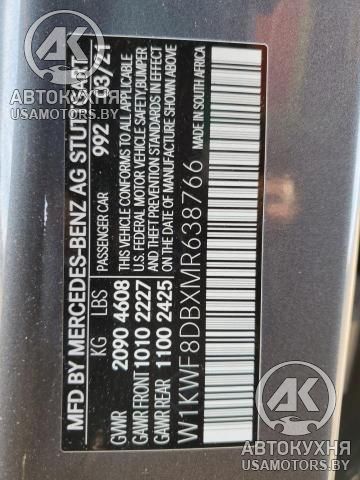 MFD BY MERCEDES-BENZ AG STUTTGART
PASSENGER CAR 992 03/21
KG LBS
GVWR 2090 4608
GAWR FRONT 1010 2227
GAWR REAR 1100 2425
THIS VEHICLE CONFORMS TO ALL APPLICABLE
U.S. FEDERAL MOTOR VEHICLE SAFETY, BUMPER
AND THEFT PREVENTION STANDARDS IN EFFECT
ON THE DATE OF MANUFACTURE SHOWN ABOVE.
W1KWF8DBXMR638766
MADE IN SOUTH AFRICA
АВТОКУХНЯ
USAMOTORS.BY
АВТОКУХНЯ
USAMOTORS.BY